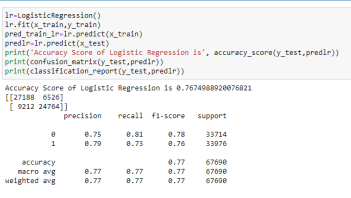 lr=LogisticRegression()
lr.fit(x_train,y_train)
pred_train_lr=lr.predict(x_train)
predlr=lr.predict(x_test)
print('Accuracy Score of Logistic Regression is', accuracy_score(y_test,predlr))
print(confusion_matrix(y_test,predlr))
print(classification_report(y_test,predlr))
Accuracy Score of Logistic Regression is 0.7674988920076821
[[27188 6526]
[ 9212 24764]]
precision recall f1-score support
0 0.75 0.81 0.78 33714
1 0.79 0.73 0.76 33976
accuracy 0.77 67690
macro avg 0.77 0.77 0.77 67690
weighted avg 0.77 0.77 0.77 67690